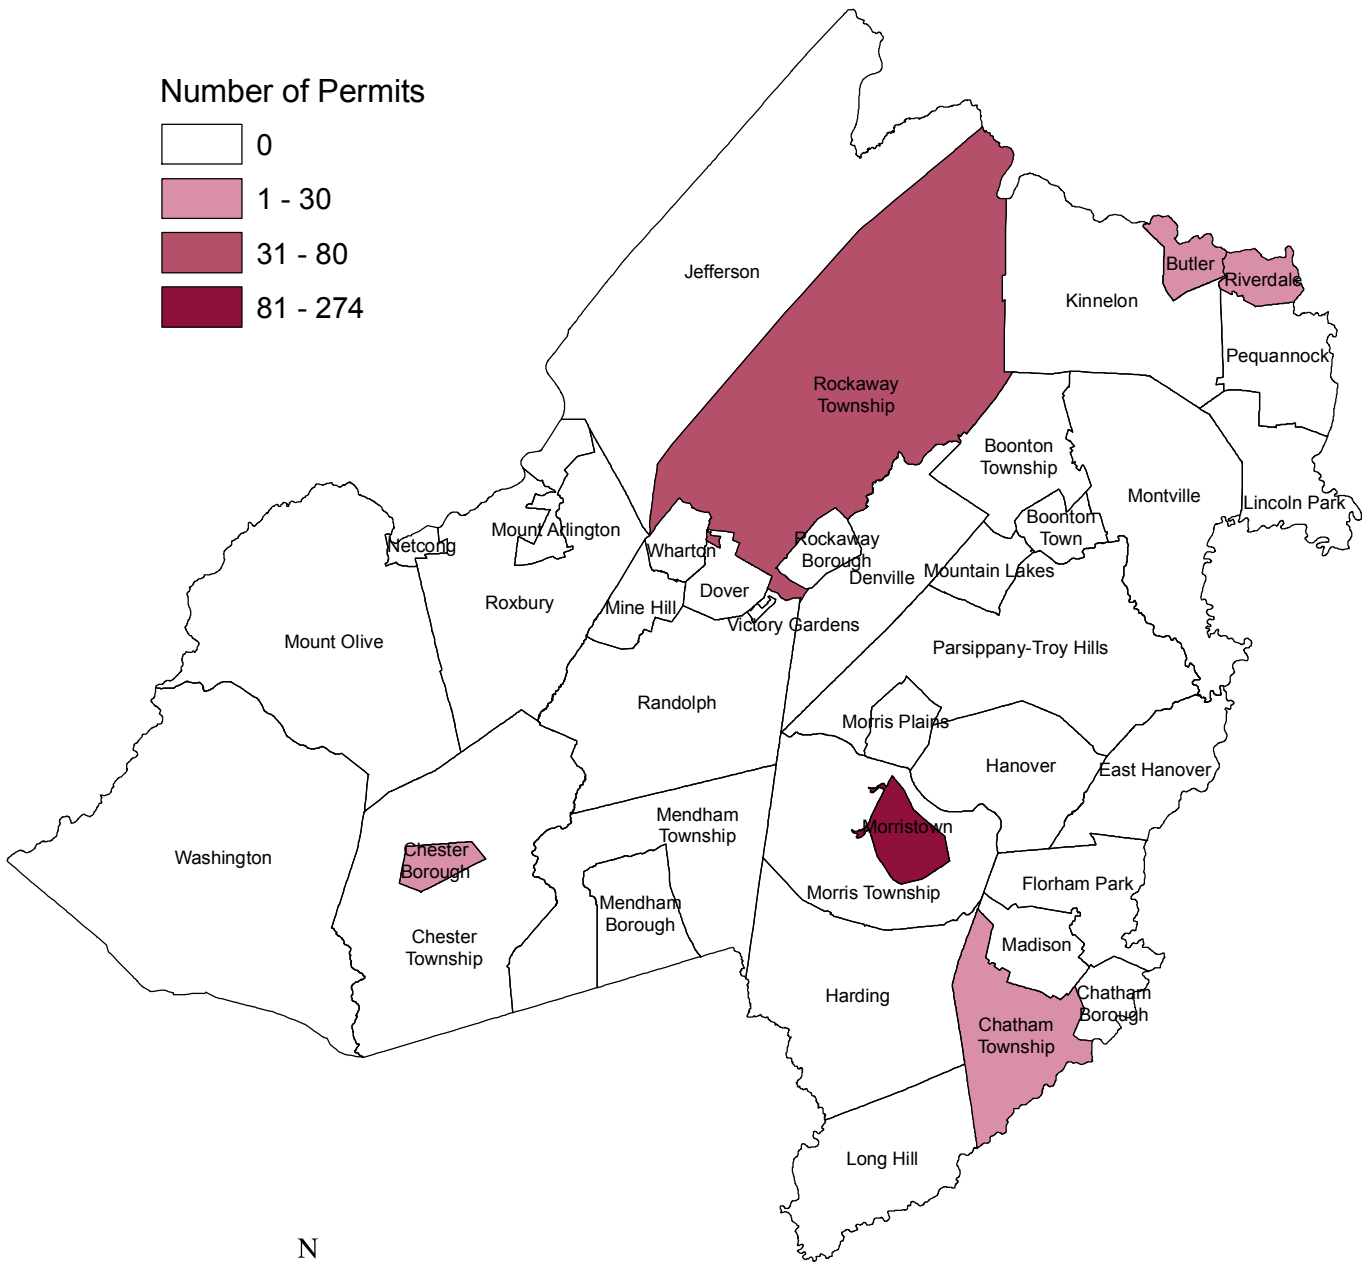 Number of Permits
0
1 - 30
31 - 80
81 - 274
Jefferson
Butler
Riverdale
Kinnelon
Pequannock
Rockaway
Township
Boonton
Township
Montville
Lincoln Park
Mount Arlington
Netcong
Wharton
Rockaway
Borough
Boonton
Town
Denville
Mountain Lakes
Dover
Roxbury
Mine Hill
Victory Gardens
Mount Olive
Parsippany-Troy Hills
Randolph
Morris Plains
Hanover
East Hanover
Mendham
Township
Morristown
Washington
Chester
Borough
Morris Township
Florham Park
Mendham
Borough
Chester
Township
Madison
Harding
Chatham
Borough
Chatham
Township
Long Hill
N